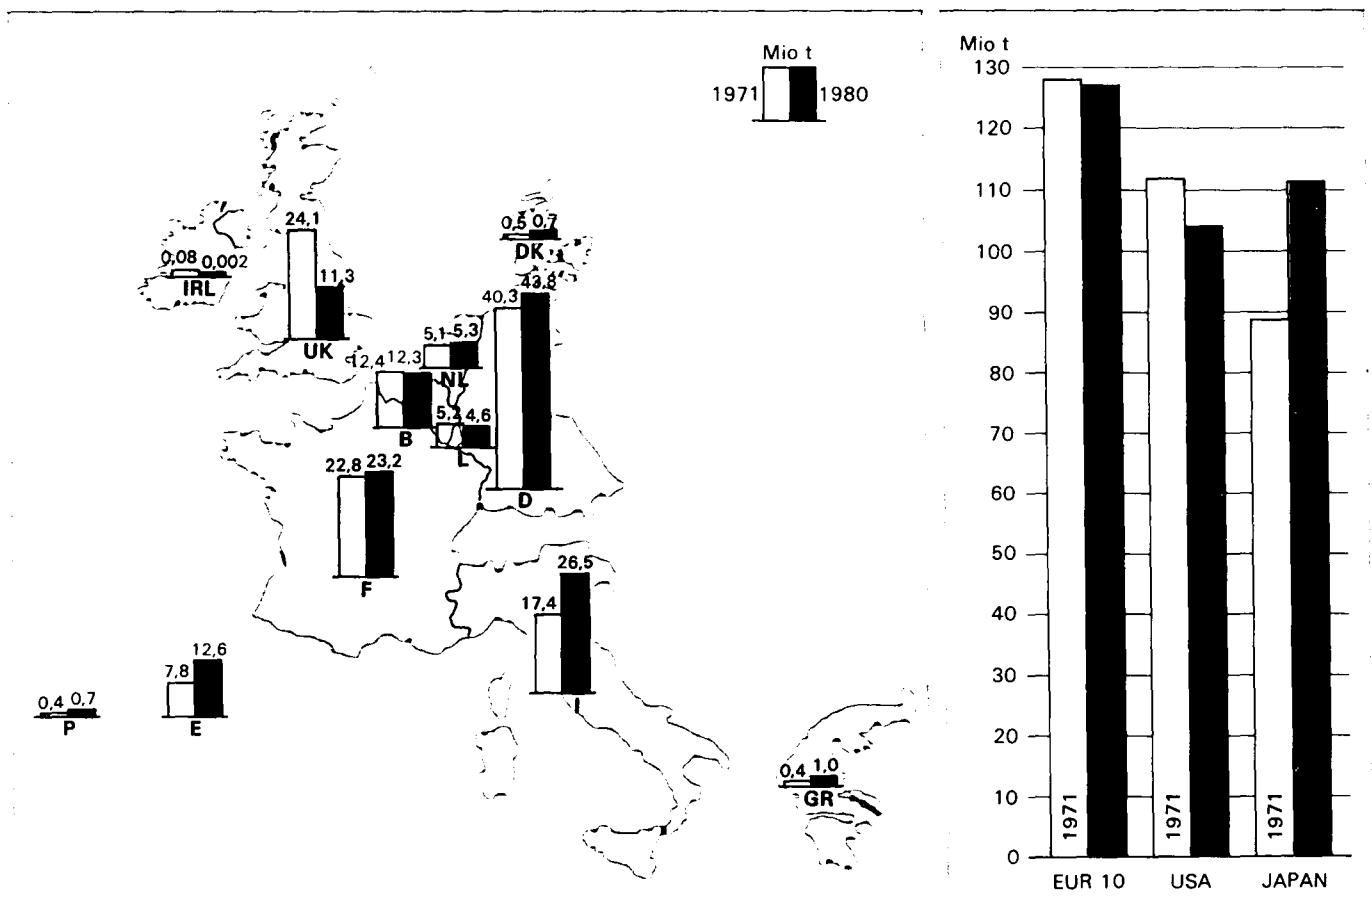 Mio t
1971 1980
0,08 0,002
IRL
24,1
11,3
UK
0,5 0,7
DK
40,3 43,8
D
5,1 5,3
NL
12,4 12,3
B
5,2 4,6
L
22,8 23,2
F
17,4 26,5
I
0,4 0,7
P
7,8 12,6
E
0,4 1,0
GR
Mio t
130
120
110
100
90
80
70
60
50
40
30
20
10
0
1971
1971
1971
EUR 10 USA JAPAN